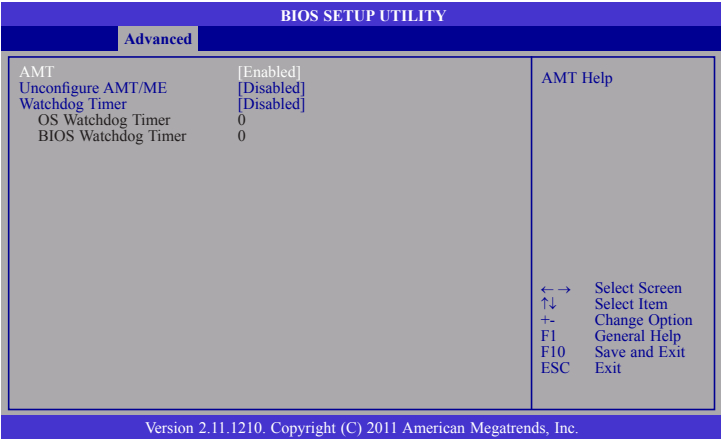 BIOS SETUP UTILITY
Advanced
AMT [Enabled]
Unconfigure AMT/ME [Disabled]
Watchdog Timer [Disabled]
OS Watchdog Timer 0
BIOS Watchdog Timer 0
AMT Help
←→ Select Screen
↑↓ Select Item
+- Change Option
F1 General Help
F10 Save and Exit
ESC Exit
Version 2.11.1210. Copyright (C) 2011 American Megatrends, Inc.